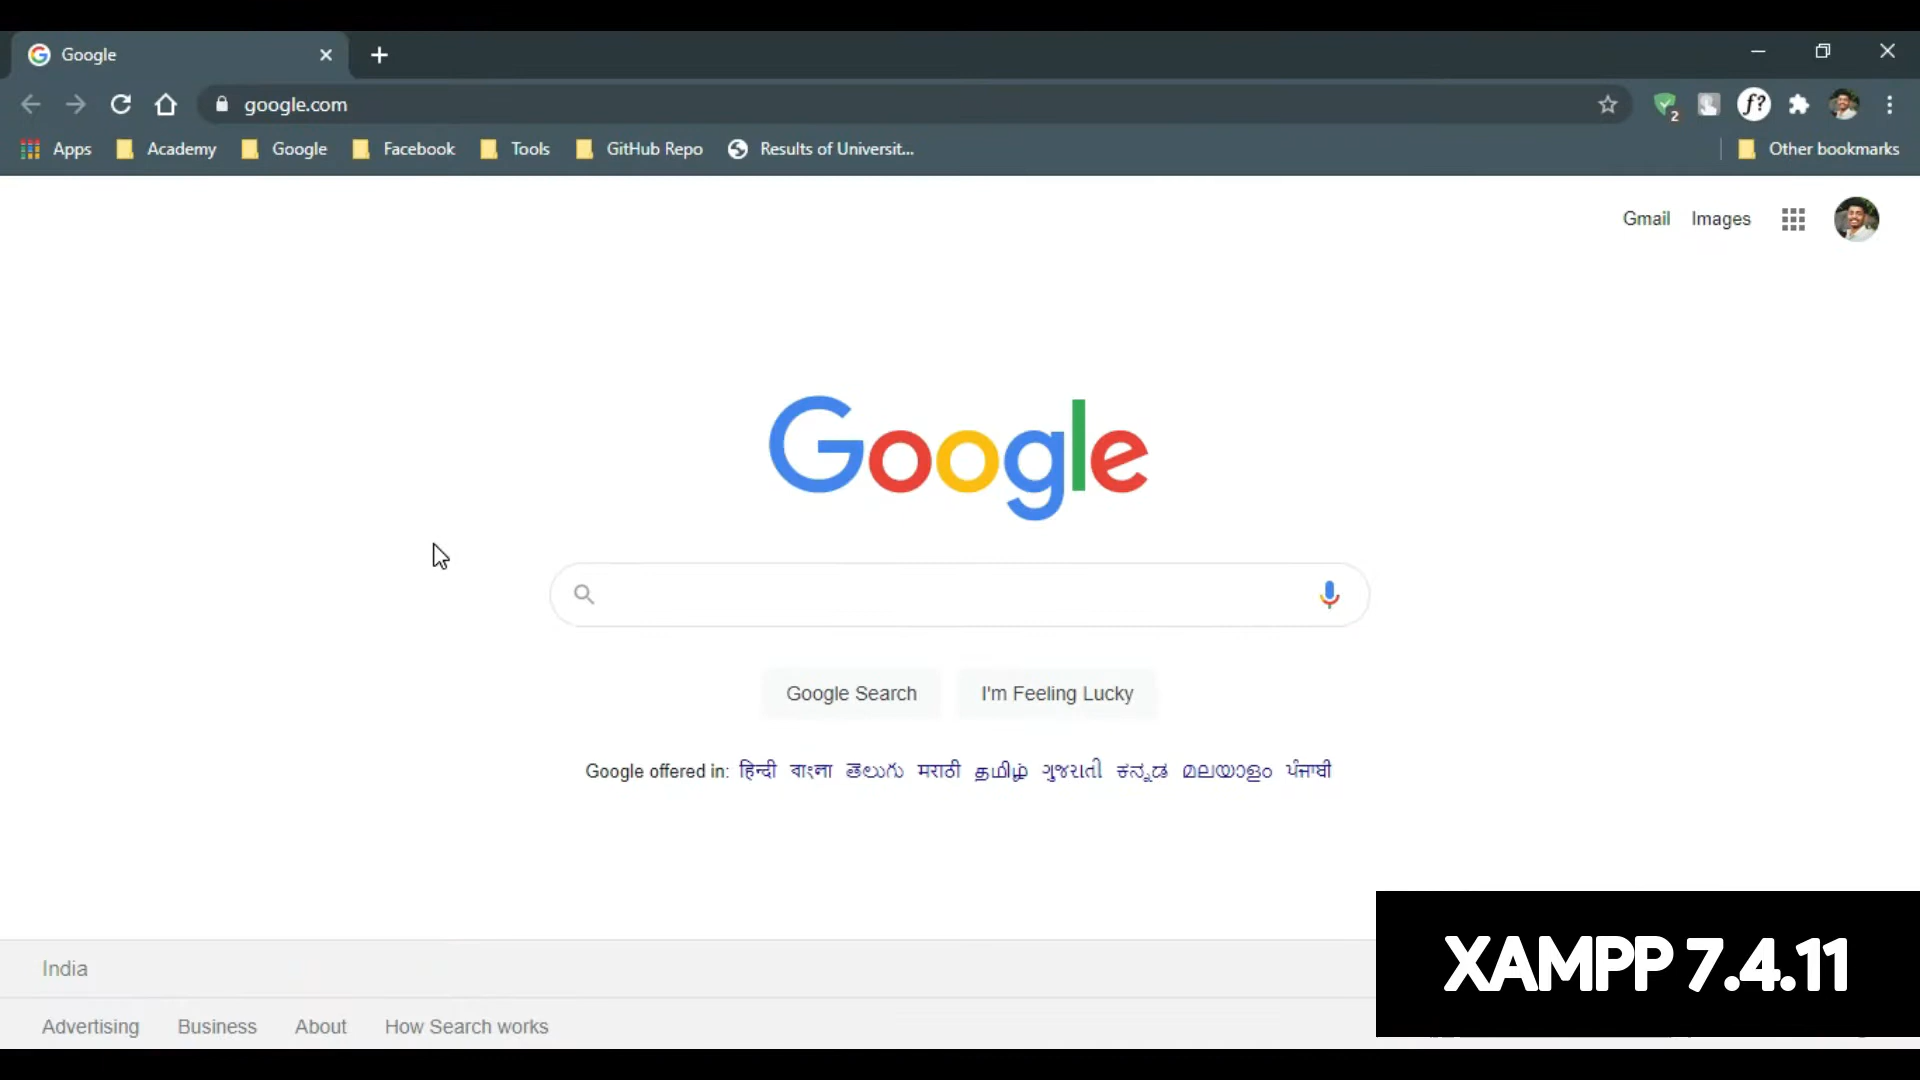 Google
google.com
2
f?
Apps Academy Google Facebook Tools GitHub Repo Results of Universit... Other bookmarks
Gmail Images
Google
Google Search I'm Feeling Lucky
Google offered in: हिन्दी বাংলা తెలుగు मराठी தமிழ் ગુજરાતી ಕನ್ನಡ മലയാളം ਪੰਜਾਬੀ
India
XAMPP 7.4.11
Advertising Business About How Search works